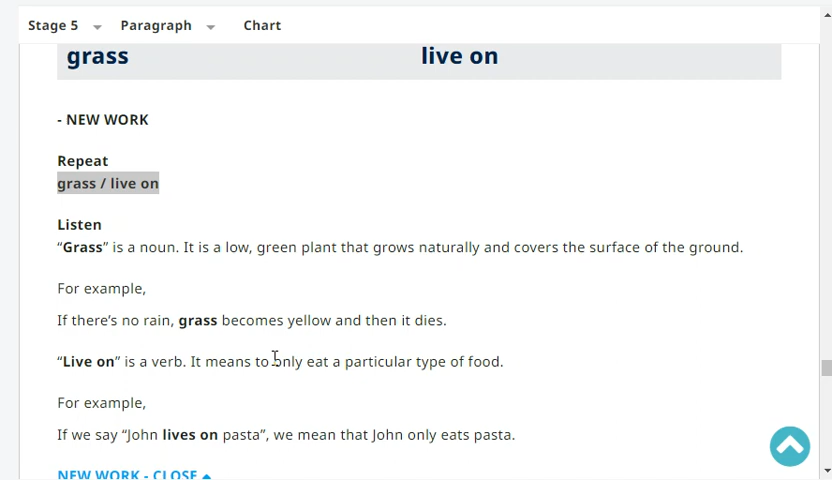 Stage 5 Paragraph Chart
grass live on
- NEW WORK
Repeat
grass / live on
Listen
“Grass” is a noun. It is a low, green plant that grows naturally and covers the surface of the ground.
For example,
If there’s no rain, grass becomes yellow and then it dies.
“Live on” is a verb. It means to only eat a particular type of food.
For example,
If we say “John lives on pasta”, we mean that John only eats pasta.
NEW WORK - CLOSE